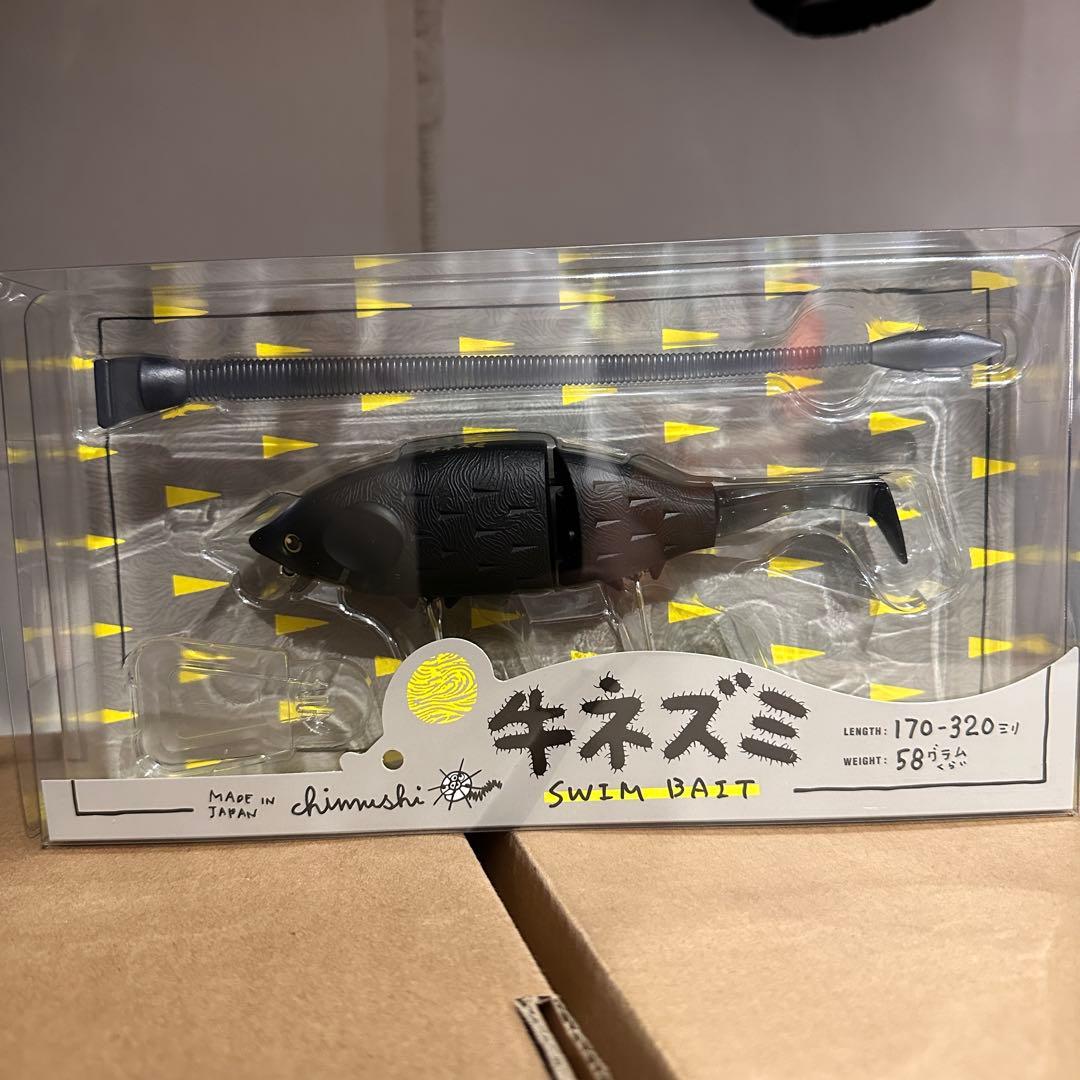 牛ネズミ
SWIM BAIT
MADE IN
JAPAN
chimushi
LENGTH: 170-320ミリ
WEIGHT: 58グラムくらい